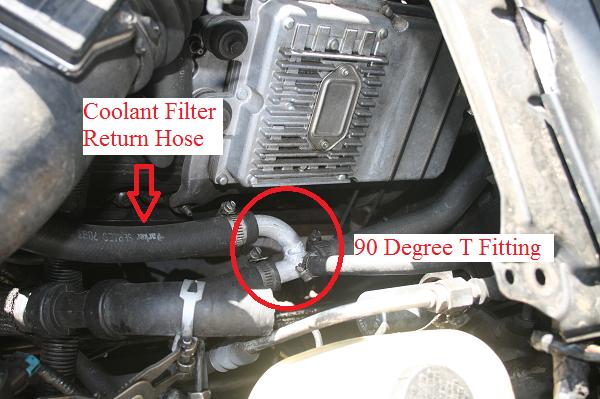 Coolant Filter
Return Hose
90 Degree T Fitting